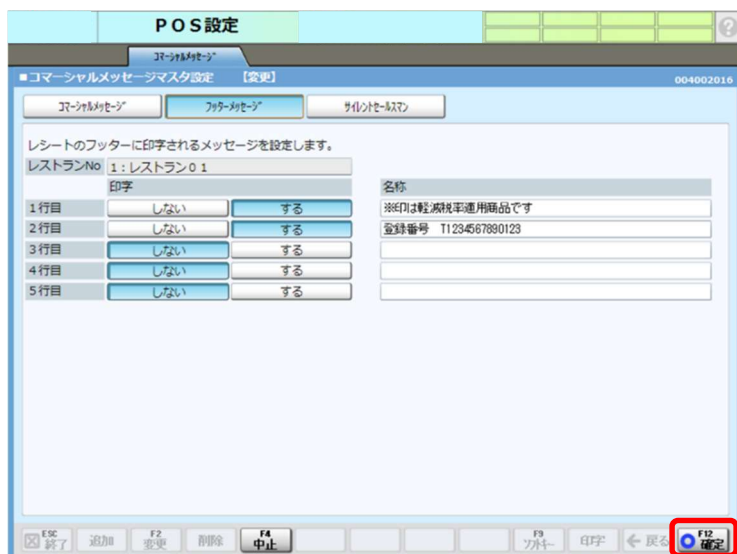 POS設定
コマーシャルメッセージ
■コマーシャルメッセージマスタ設定 【変更】 004002016
コマーシャルメッセージ フッターメッセージ サイレントセールスマン
レシートのフッターに印字されるメッセージを設定します。
レストランNo 1:レストラン01
印字 名称
1行目 しない する ※印は軽減税率適用商品です
2行目 しない する 登録番号 T1234567890123
3行目 しない する
4行目 しない する
5行目 しない する
ESC 終了 追加 F2 変更 削除 F4 中止 F9 ソフトキー 印字 ← 戻る F12 確定